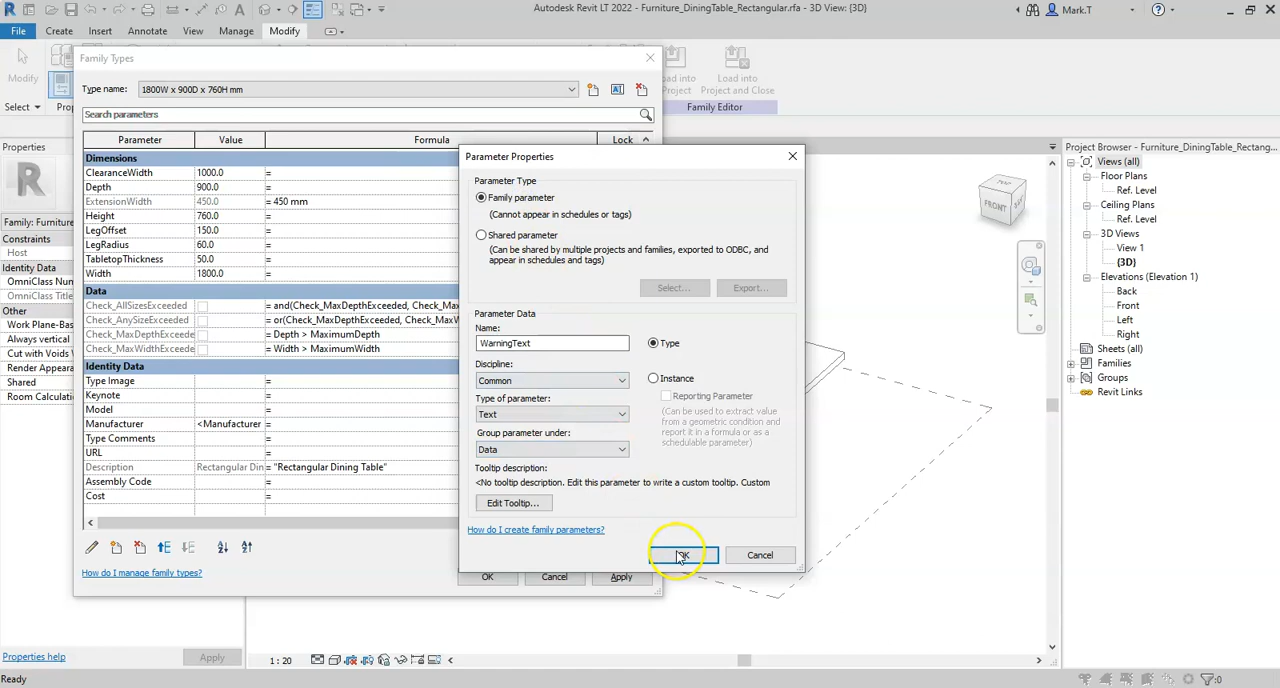 Autodesk Revit LT 2022 - Furniture_DiningTable_Rectangular.rfa - 3D View: {3D}
Mark.T
File Create Insert Annotate View Manage Modify
Modify
Select
Family Types
Type name: 1800W x 900D x 760H mm
Search parameters
Load into Project and Close
Family Editor
Parameter Value Formula Lock
Dimensions
ClearanceWidth 1000.0 =
Depth 900.0 =
ExtensionWidth 450.0 = 450 mm
Height 760.0 =
LegOffset 150.0 =
LegRadius 60.0 =
TabletopThickness 50.0 =
Width 1800.0 =
Data
Check_AllSizesExceeded = and(Check_MaxDepthExceeded, Check_Max
Check_AnySizeExceeded = or(Check_MaxDepthExceeded, Check_MaxW
Check_MaxDepthExceede = Depth > MaximumDepth
Check_MaxWidthExceede = Width > MaximumWidth
Identity Data
Type Image =
Keynote =
Model =
Manufacturer <Manufacturer =
Type Comments =
URL =
Description Rectangular Din = "Rectangular Dining Table"
Assembly Code =
Cost =
How do I manage family types?
OK Cancel Apply
Parameter Properties
Parameter Type
Family parameter
(Cannot appear in schedules or tags)
Shared parameter
(Can be shared by multiple projects and families, exported to ODBC, and
appear in schedules and tags)
Select... Export...
Parameter Data
Name:
WarningText
Type
Discipline:
Common
Instance
Type of parameter:
Text
Reporting Parameter
(Can be used to extract value
from a geometric condition and
report it in a formula or as a
schedulable parameter)
Group parameter under:
Data
Tooltip description:
<No tooltip description. Edit this parameter to write a custom tooltip. Custom
Edit Tooltip...
How do I create family parameters?
OK Cancel
Properties
Family: Furniture
Constraints
Host
Identity Data
OmniClass Num
OmniClass Title
Other
Work Plane-Bas
Always vertical
Cut with Voids W
Render Appeara
Shared
Room Calculatio
Properties help Apply
FRONT
TOP
Project Browser - Furniture_DiningTable_Rectang...
Views (all)
Floor Plans
Ref. Level
Ceiling Plans
Ref. Level
3D Views
View 1
{3D}
Elevations (Elevation 1)
Back
Front
Left
Right
Sheets (all)
Families
Groups
Revit Links
1 : 20
Ready
:0